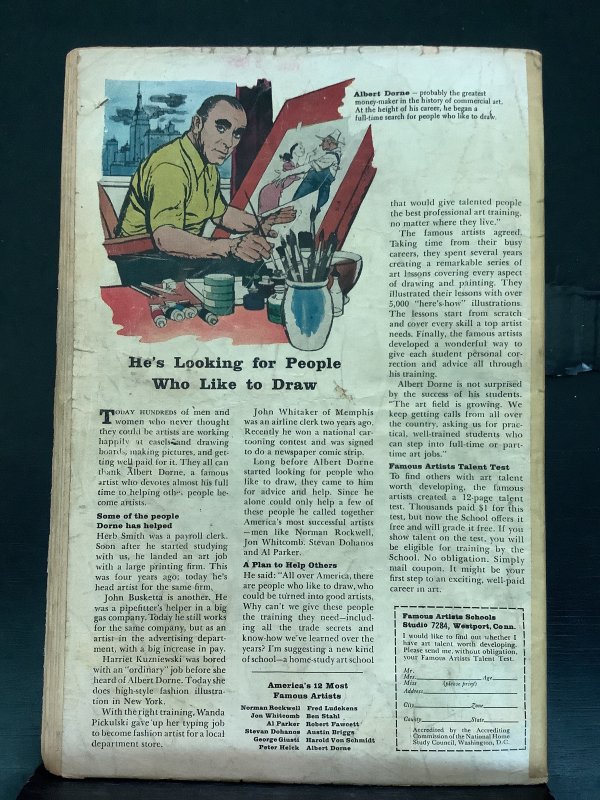 Albert Dorne – probably the greatest
money-maker in the history of commercial art.
At the height of his career, he began a
full-time search for people who like to draw.
He's Looking for People
Who Like to Draw
TODAY HUNDREDS of men and
women who never thought
they could be artists are working
happily at easels and drawing
boards, making pictures, and get-
ting well paid for it. They all can
thank Albert Dorne, a famous
artist who devotes almost his full
time to helping other people be-
come artists.
Some of the people
Dorne has helped
Herb Smith was a payroll clerk.
Soon after he started studying
with us, he landed an art job
with a large printing firm. This
was four years ago; today he's
head artist for the same firm.
John Busketta is another. He
was a pipefitter's helper in a big
gas company. Today he still works
for the same company, but as an
artist in the advertising depart-
ment, with a big increase in pay.
Harriet Kuzniewski was bored
with an "ordinary" job before she
heard of Albert Dorne. Today she
does high-style fashion illustra-
tion in New York.
With the right training, Wanda
Pickulski gave up her typing job
to become fashion artist for a local
department store.
John Whitaker of Memphis
was an airline clerk two years ago.
Recently he won a national car-
tooning contest and was signed
to do a newspaper comic strip.
Long before Albert Dorne
started looking for people who
like to draw, they came to him
for advice and help. Since he
alone could only help a few of
these people he called together
America's most successful artists
—men like Norman Rockwell,
Jon Whitcomb, Stevan Dohanos
and Al Parker.
A Plan to Help Others
He said: "All over America, there
are people who like to draw, who
could be turned into good artists.
Why can't we give these people
the training they need—includ-
ing all the trade secrets and
know-how we've learned over the
years? I'm suggesting a new kind
of school—a home-study art school
America's 12 Most
Famous Artists
Norman Rockwell Fred Ludekens
Jon Whitcomb Ben Stahl
Al Parker Robert Fawcett
Stevan Dohanos Austin Briggs
George Giusti Harold Von Schmidt
Peter Helck Albert Dorne
that would give talented people
the best professional art training,
no matter where they live."
The famous artists agreed.
Taking time from their busy
careers, they spent several years
creating a remarkable series of
art lessons covering every aspect
of drawing and painting. They
illustrated their lessons with over
5,000 "here's-how" illustrations.
The lessons start from scratch
and cover every skill a top artist
needs. Finally, the famous artists
developed a wonderful way to
give each student personal cor-
rection and advice all through
his training.
Albert Dorne is not surprised
by the success of his students.
"The art field is growing. We
keep getting calls from all over
the country, asking us for prac-
tical, well-trained students who
can step into full-time or part-
time art jobs."
Famous Artists Talent Test
To find others with art talent
worth developing, the famous
artists created a 12-page talent
test. Thousands paid $1 for this
test, but now the School offers it
free and will grade it free. If you
show talent on the test, you will
be eligible for training by the
School. No obligation. Simply
mail coupon. It might be your
first step to an exciting, well-paid
career in art.
Famous Artists Schools
Studio 7284, Westport, Conn.
I would like to find out whether I
have art talent worth developing.
Please send me, without obligation,
your Famous Artists Talent Test.
Mr.
Mrs. Age
Miss (please print)
Address
City Zone
County State
Accredited by the Accrediting
Commission of the National Home
Study Council, Washington, D.C.